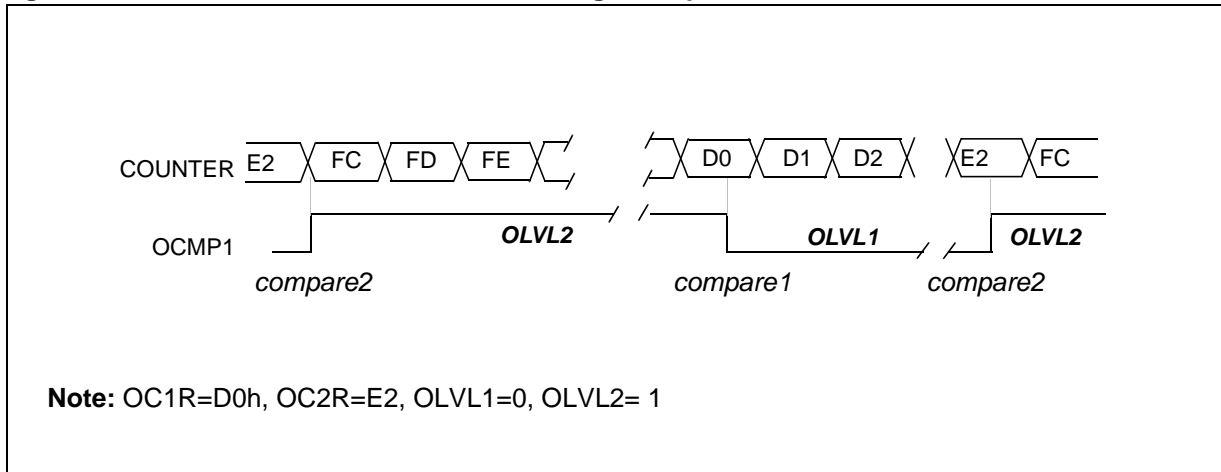 COUNTER E2 FC FD FE D0 D1 D2 E2 FC
OCMP1 OLVL2 OLVL1 OLVL2
compare2 compare1 compare2
Note: OC1R=D0h, OC2R=E2, OLVL1=0, OLVL2= 1